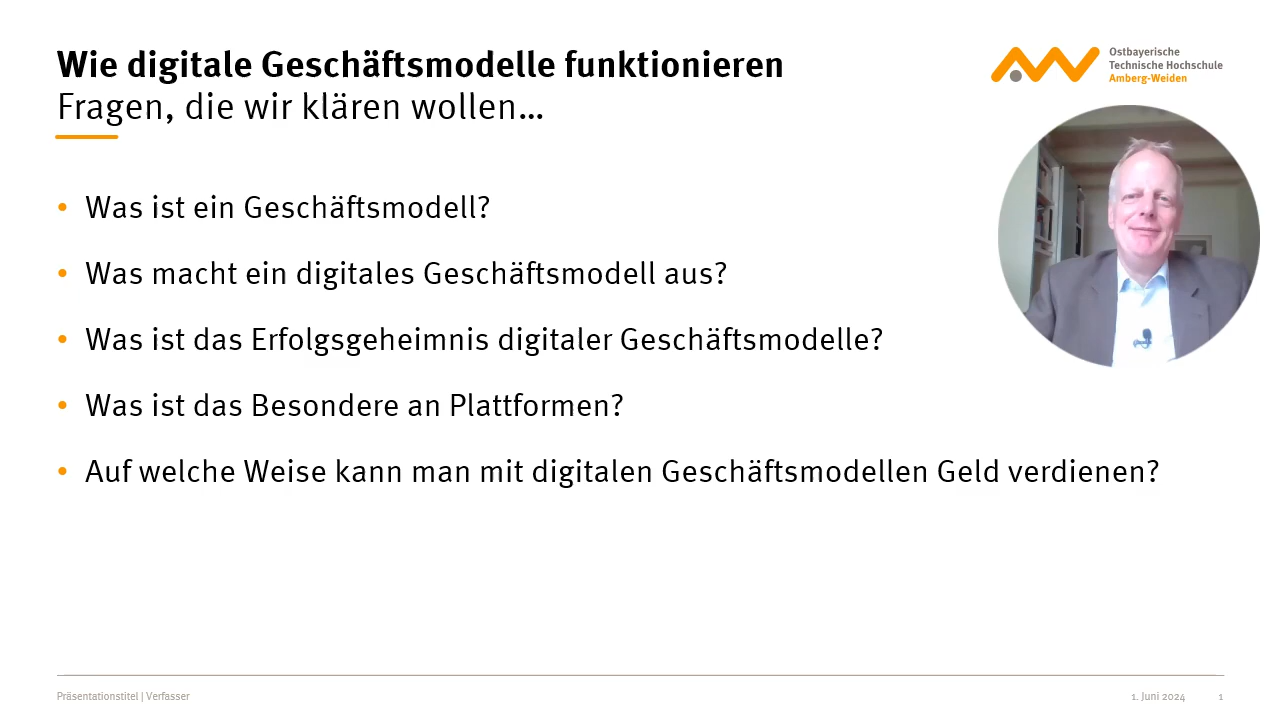 Wie digitale Geschäftsmodelle funktionieren
Fragen, die wir klären wollen...
Ostbayerische
Technische Hochschule
Amberg-Weiden
• Was ist ein Geschäftsmodell?
• Was macht ein digitales Geschäftsmodell aus?
• Was ist das Erfolgsgeheimnis digitaler Geschäftsmodelle?
• Was ist das Besondere an Plattformen?
• Auf welche Weise kann man mit digitalen Geschäftsmodellen Geld verdienen?
Präsentationstitel | Verfasser
1. Juni 2024
1